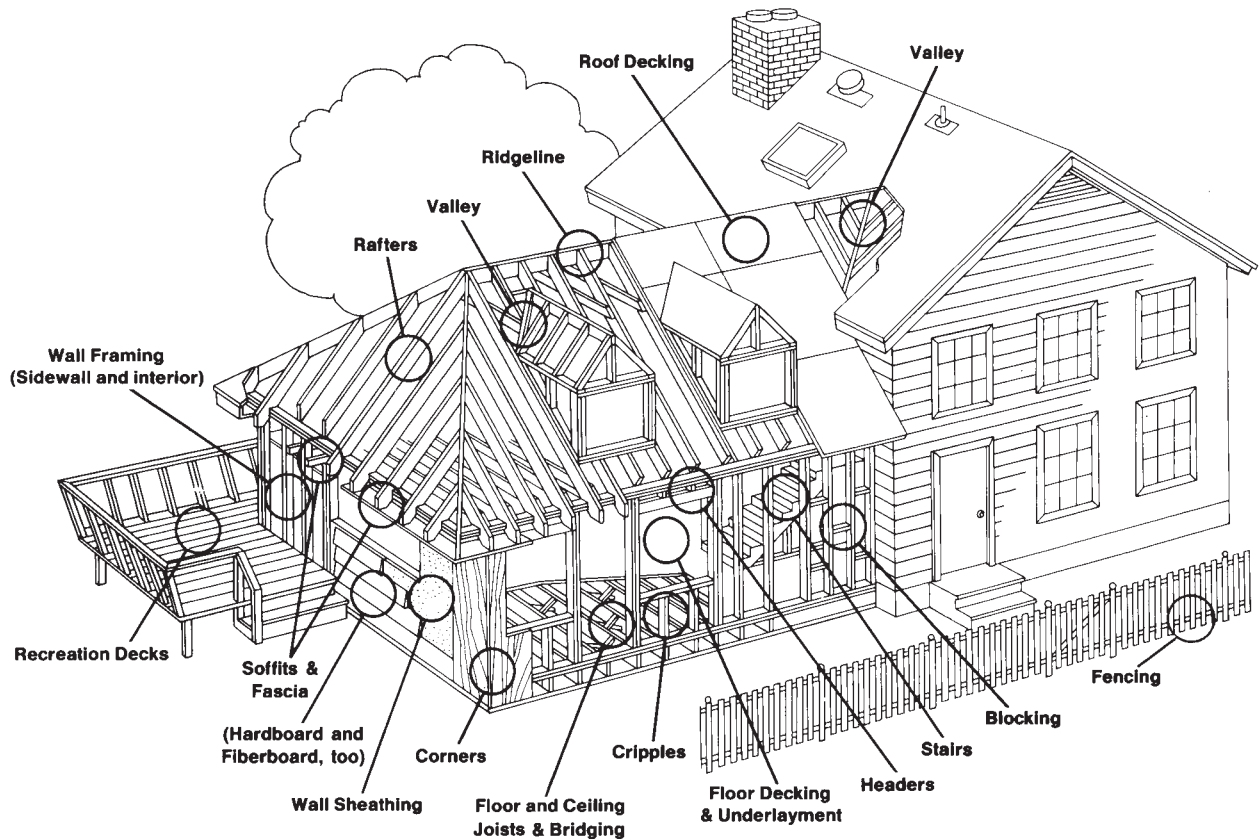 Roof Decking
Valley
Ridgeline
Valley
Rafters
Wall Framing
(Sidewall and interior)
Recreation Decks
Soffits &
Fascia
(Hardboard and
Fiberboard, too)
Wall Sheathing
Corners
Floor and Ceiling
Joists & Bridging
Cripples
Floor Decking
& Underlayment
Headers
Stairs
Blocking
Fencing